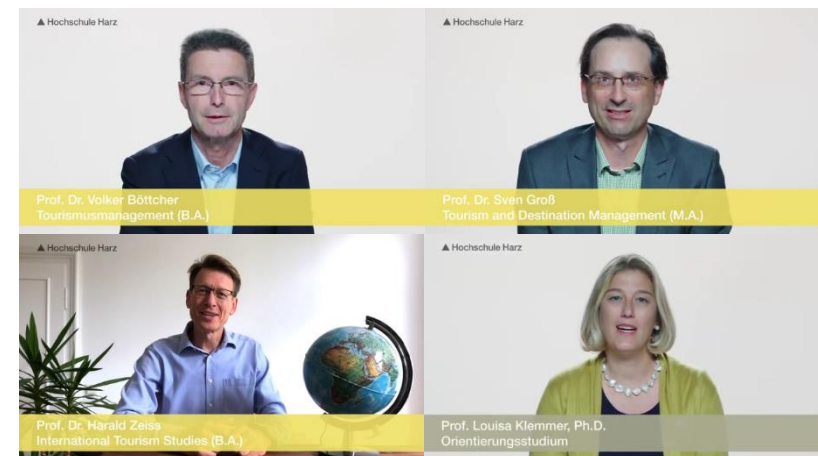 Hochschule Harz
Prof. Dr. Volker Böttcher
Tourismusmanagement (B.A.)
Hochschule Harz
Prof. Dr. Sven Groß
Tourism and Destination Management (M.A.)
Hochschule Harz
Prof. Dr. Harald Zeiss
International Tourism Studies (B.A.)
Hochschule Harz
Prof. Louisa Klemmer, Ph.D.
Orientierungsstudium